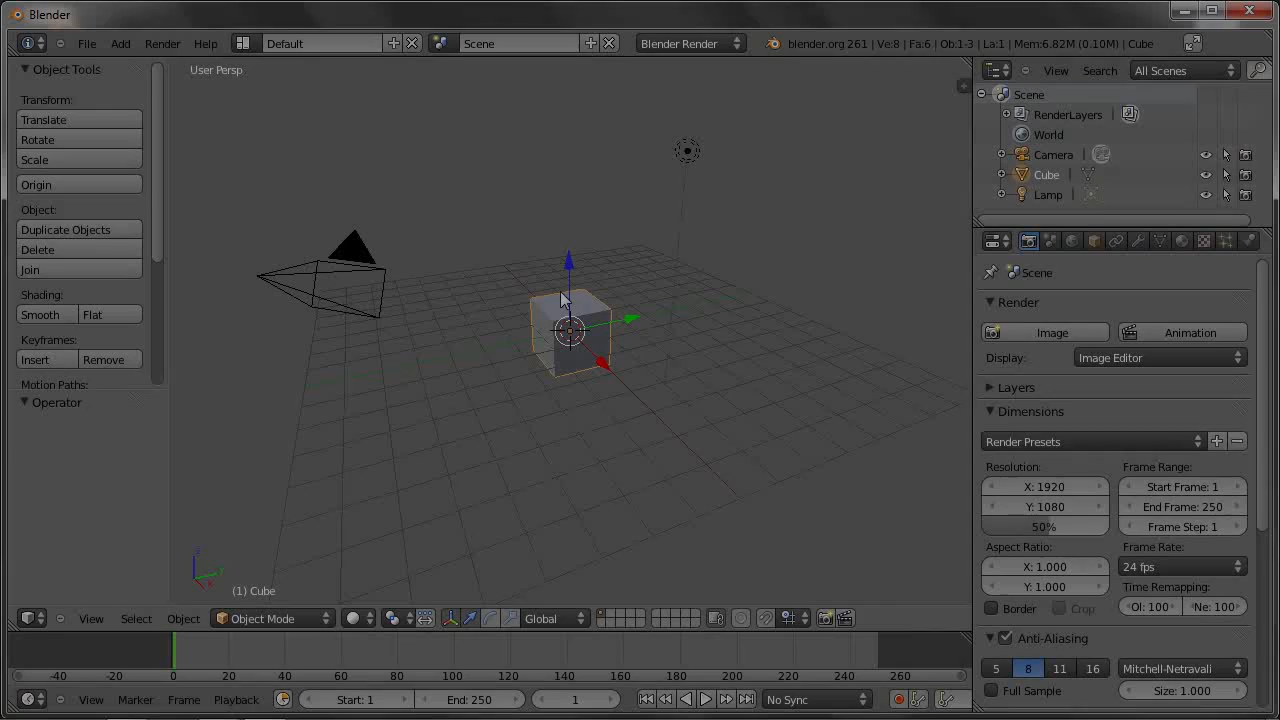 Blender
File Add Render Help Default Scene Blender Render blender.org 261 | Ve:8 | Fa:6 | Ob:1-3 | La:1 | Mem:6.82M (0.10M) | Cube
Object Tools
Transform:
Translate
Rotate
Scale
Origin
Object:
Duplicate Objects
Delete
Join
Shading:
Smooth Flat
Keyframes:
Insert Remove
Motion Paths:
Operator
User Persp
z
y
x
(1) Cube
View Select Object Object Mode Global
-40 -20 0 20 40 60 80 100 120 140 160 180 200 220 240 260
View Marker Frame Playback Start: 1 End: 250 1 No Sync
View Search All Scenes
Scene
RenderLayers
World
Camera
Cube
Lamp
Scene
Render
Image Animation
Display: Image Editor
Layers
Dimensions
Render Presets
Resolution: Frame Range:
X: 1920 Start Frame: 1
Y: 1080 End Frame: 250
50% Frame Step: 1
Aspect Ratio: Frame Rate:
X: 1.000 24 fps
Y: 1.000 Time Remapping:
Border Crop Ol: 100 Ne: 100
Anti-Aliasing
5 8 11 16 Mitchell-Netravali
Full Sample Size: 1.000